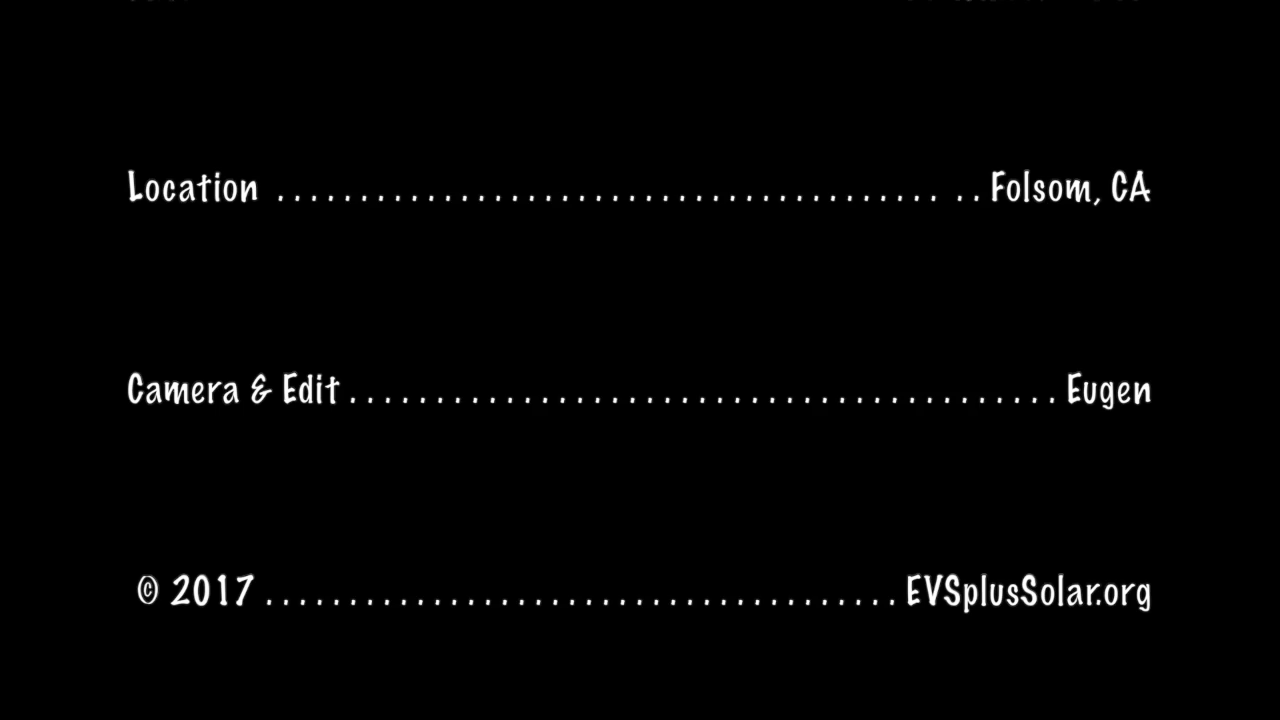 Location ....................................... .. Folsom, CA
Camera & Edit ......................................... Eugen
© 2017 ..................................... EVSplusSolar.org